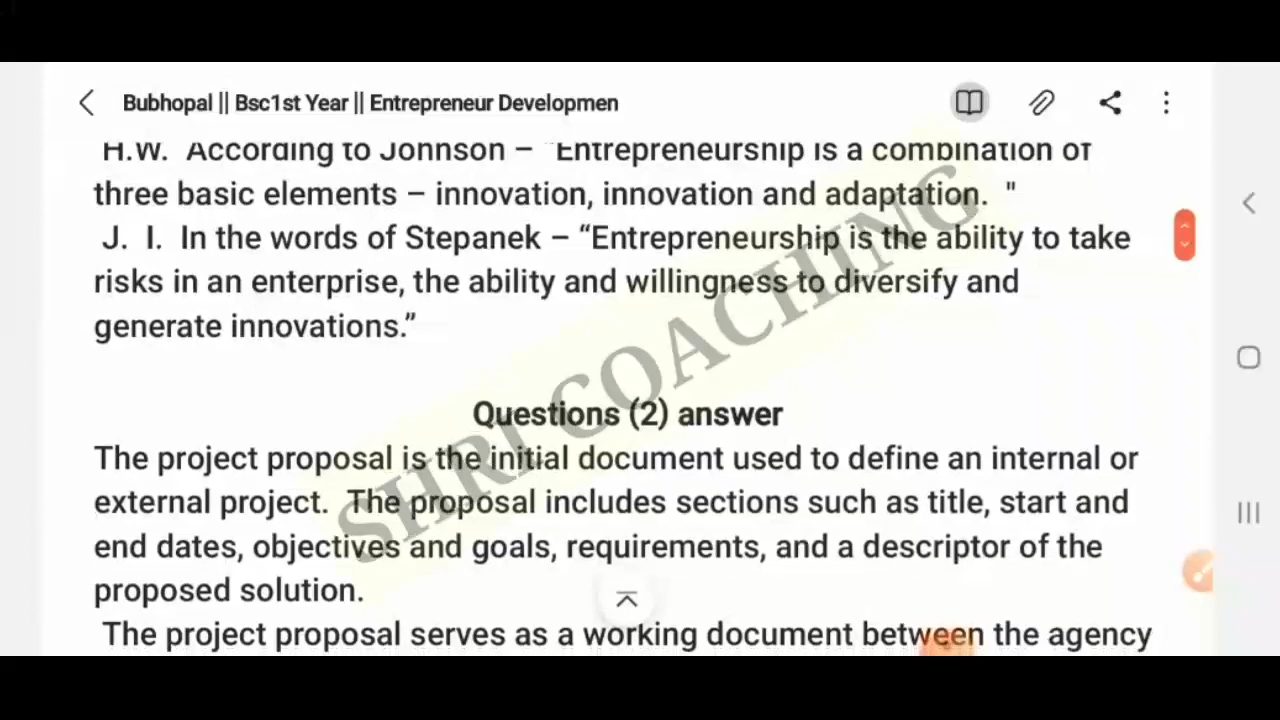 Bubhopal || Bsc1st Year || Entrepreneur Developmen
H.W. According to Johnson – "Entrepreneurship is a combination of
three basic elements – innovation, innovation and adaptation. "
J. I. In the words of Stepanek – “Entrepreneurship is the ability to take
risks in an enterprise, the ability and willingness to diversify and
generate innovations.”
SHRI COACHING
Questions (2) answer
The project proposal is the initial document used to define an internal or
external project. The proposal includes sections such as title, start and
end dates, objectives and goals, requirements, and a descriptor of the
proposed solution.
The project proposal serves as a working document between the agency